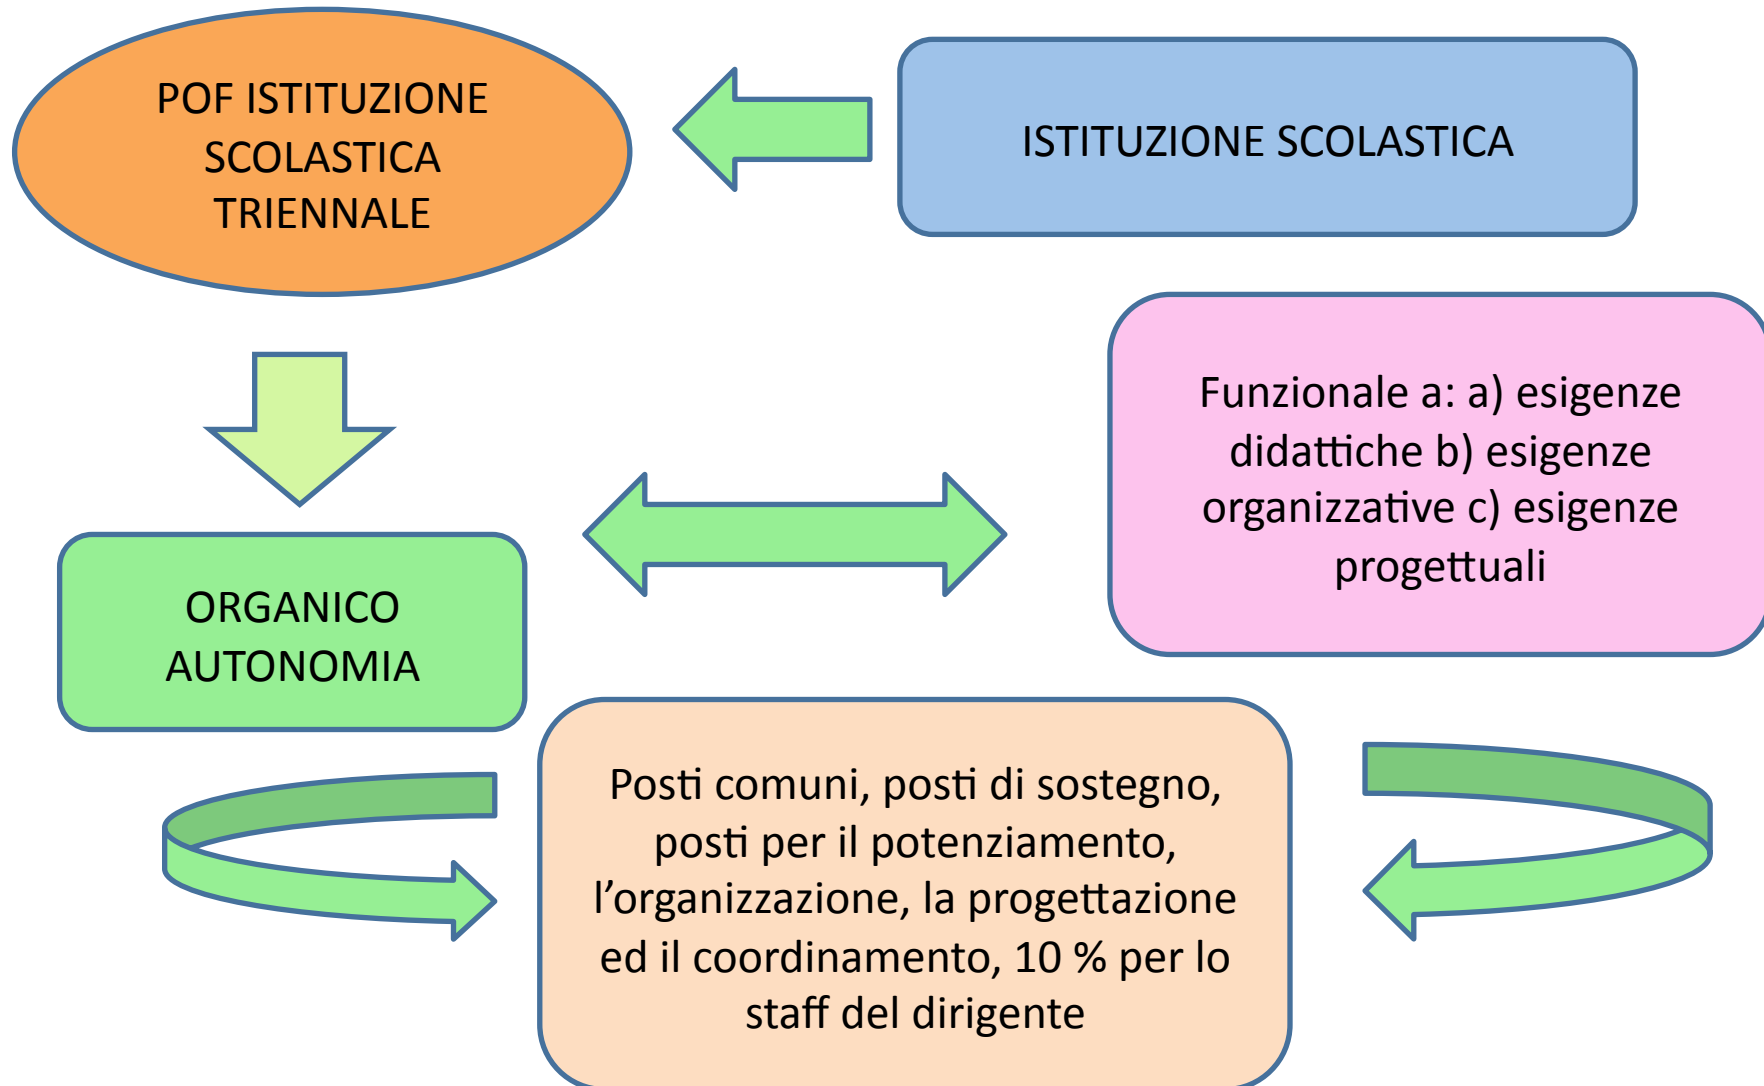 POF ISTITUZIONE
SCOLASTICA
TRIENNALE
ISTITUZIONE SCOLASTICA
Funzionale a: a) esigenze
didattiche b) esigenze
organizzative c) esigenze
progettuali
ORGANICO
AUTONOMIA
Posti comuni, posti di sostegno,
posti per il potenziamento,
l’organizzazione, la progettazione
ed il coordinamento, 10 % per lo
staff del dirigente